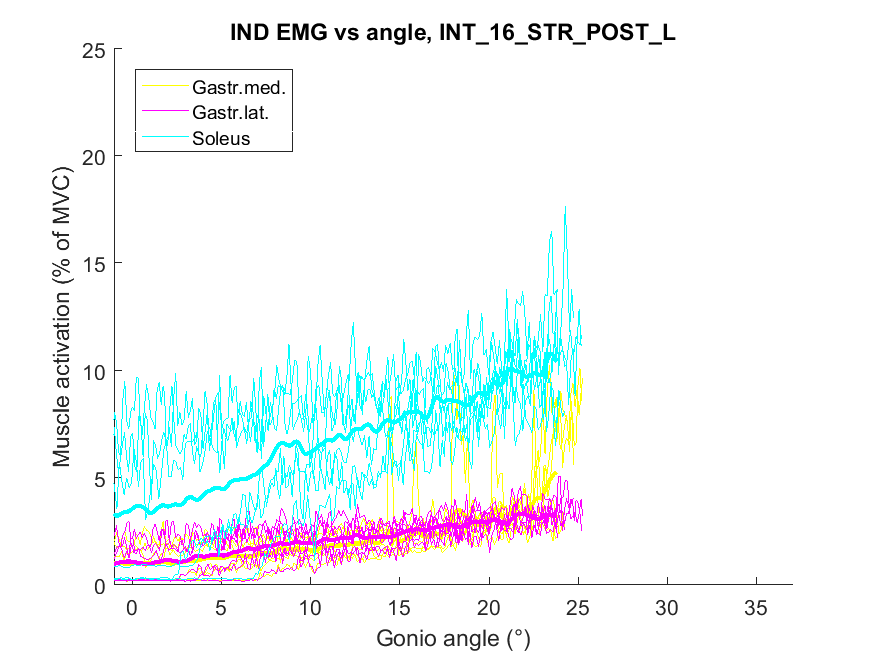 IND EMG vs angle, INT_16_STR_POST_L
25
20
15
10
5
0
Muscle activation (% of MVC)
Gastr.med.
Gastr.lat.
Soleus
0 5 10 15 20 25 30 35
Gonio angle (°)